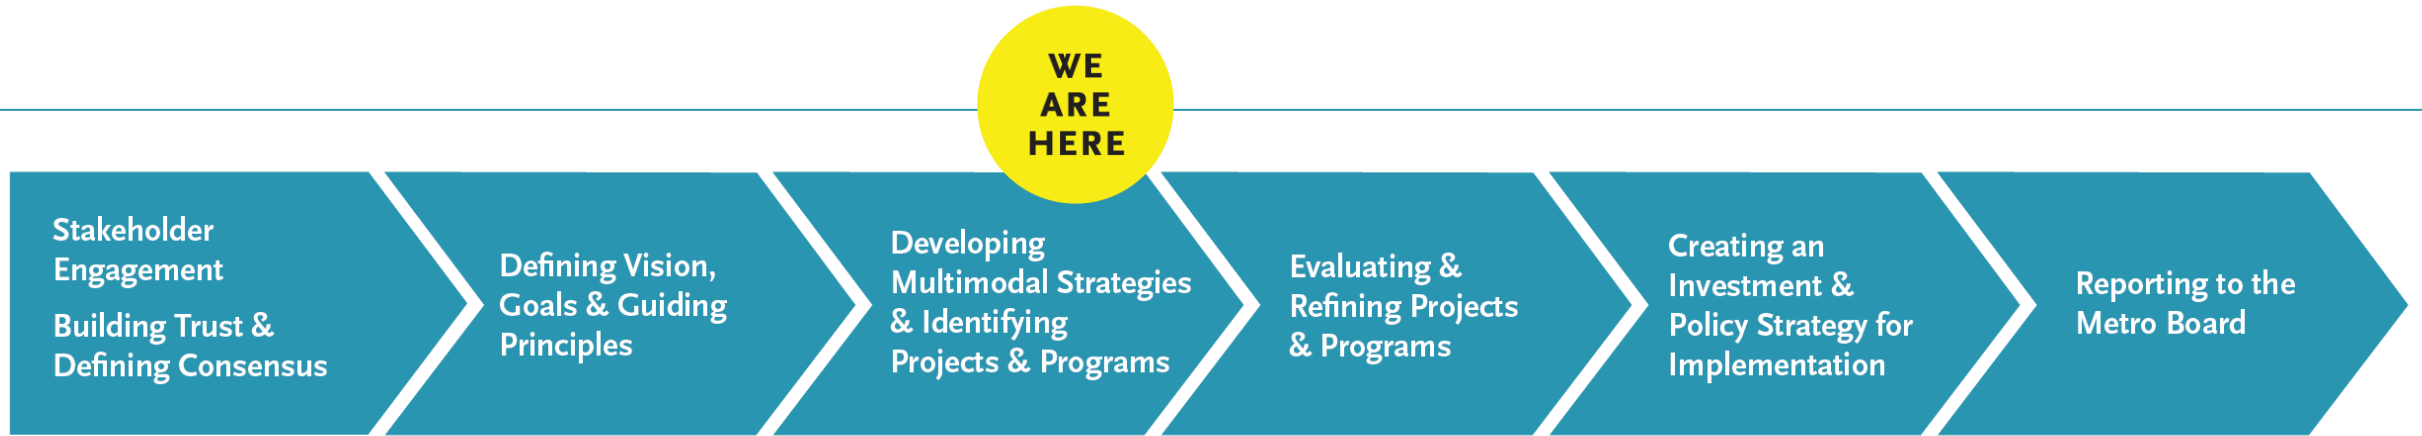 WE
ARE
HERE
Stakeholder
Engagement
Building Trust &
Defining Consensus
Defining Vision,
Goals & Guiding
Principles
Developing
Multimodal Strategies
& Identifying
Projects & Programs
Evaluating &
Refining Projects
& Programs
Creating an
Investment &
Policy Strategy for
Implementation
Reporting to the
Metro Board